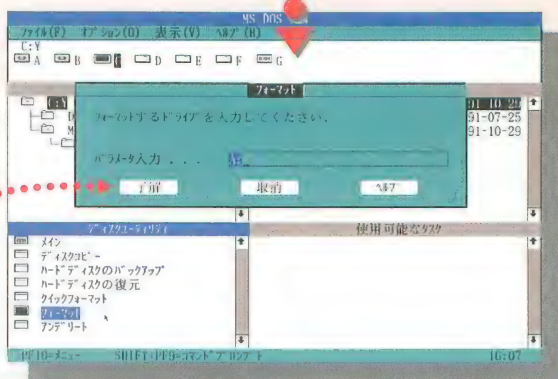 MS DOS
ﾌｧｲﾙ(F) ｵﾌﾟｼｮﾝ(O) 表示(V) ﾍﾙﾌﾟ(H)
C:¥
A B C D E F G
ﾌｫｰﾏｯﾄ
C:¥
91-10-29
91-07-25
91-10-29
ﾌｫｰﾏｯﾄするﾄﾞﾗｲﾌﾞを入力してください.
ﾊﾟﾗﾒｰﾀ入力 . . .
了解 取消 ﾍﾙﾌﾟ
ﾃﾞｨｽｸﾕｰﾃｨﾘﾃｨ
ﾒｲﾝ
ﾃﾞｨｽｸｺﾋﾟｰ
ﾊｰﾄﾞﾃﾞｨｽｸのﾊﾞｯｸｱｯﾌﾟ
ﾊｰﾄﾞﾃﾞｨｽｸの復元
ｸｲｯｸﾌｫｰﾏｯﾄ
ﾌｫｰﾏｯﾄ
ｱﾝﾃﾞﾘｰﾄ
使用可能なﾀｽｸ
PF10=ﾒﾆｭｰ SHIFT+PF9=ｺﾏﾝﾄﾞﾌﾟﾛﾝﾌﾟﾄ 16:07